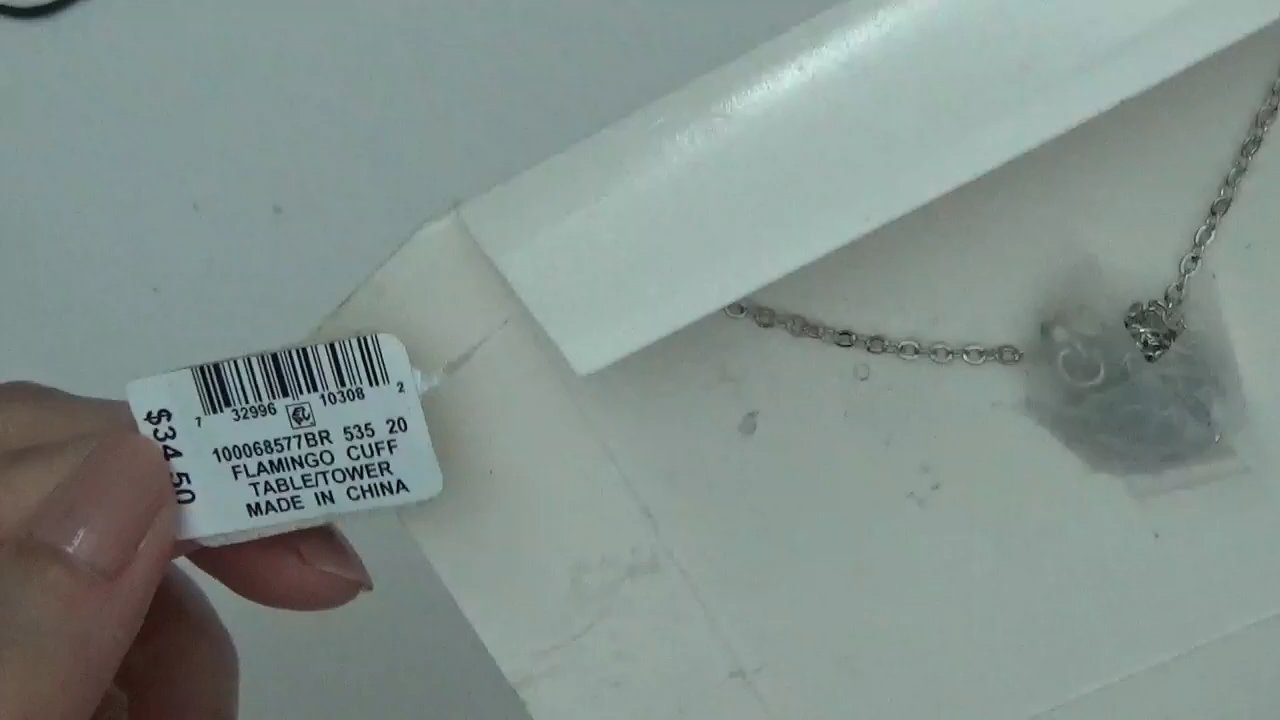 7 32996 10308 2
100068577BR 535 20
FLAMINGO CUFF
TABLE/TOWER
MADE IN CHINA
$34.50